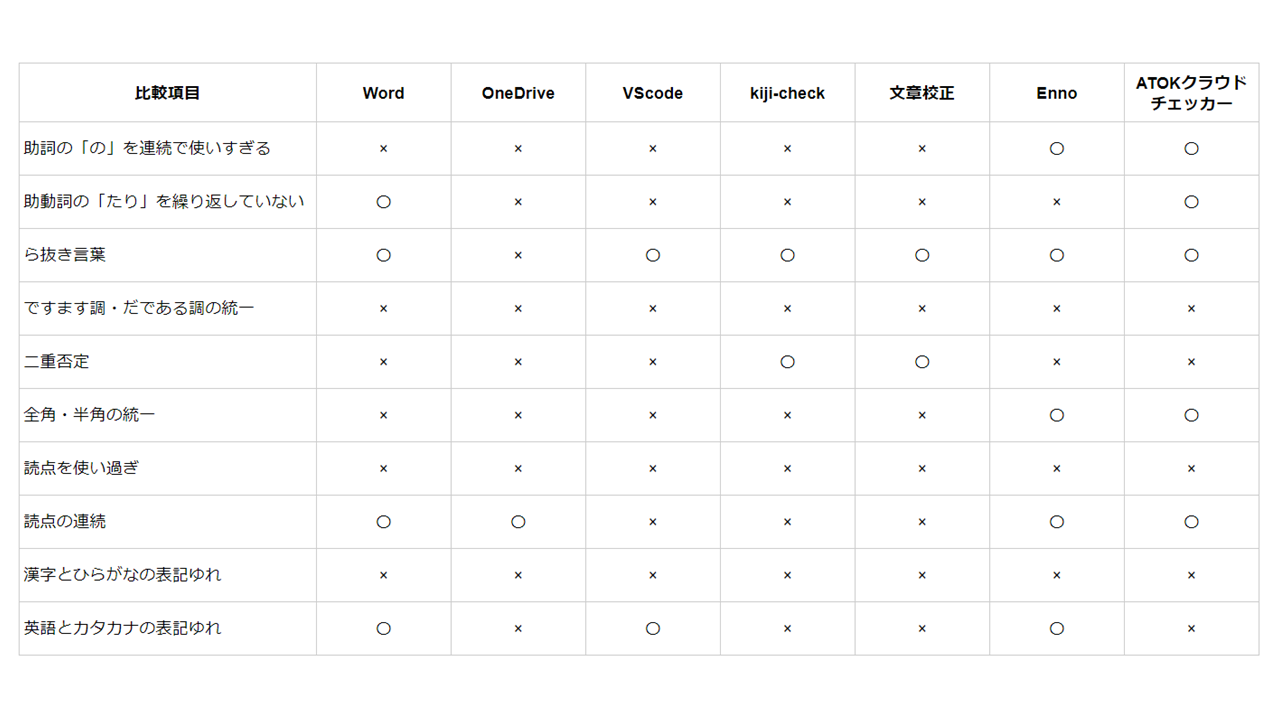 比較項目 Word OneDrive VScode kiji-check 文章校正 Enno ATOKクラウド
チェッカー
助詞の「の」を連続で使いすぎる × × × × × 〇 〇
助動詞の「たり」を繰り返していない 〇 × × × × × 〇
ら抜き言葉 〇 × 〇 〇 〇 〇 〇
ですます調・だである調の統一 × × × × × × ×
二重否定 × × × 〇 〇 × ×
全角・半角の統一 × × × × × 〇 〇
読点を使い過ぎ × × × × × × ×
読点の連続 〇 〇 × × × 〇 〇
漢字とひらがなの表記ゆれ × × × × × × ×
英語とカタカナの表記ゆれ 〇 × 〇 × × 〇 ×